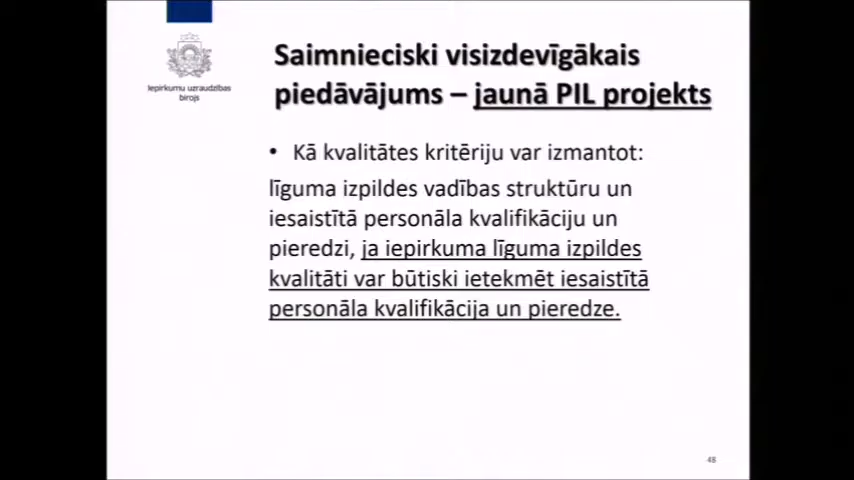 Iepirkumu uzraudzības
birojs
Saimnieciski visizdevīgākais
piedāvājums – jaunā PIL projekts
• Kā kvalitātes kritēriju var izmantot:
līguma izpildes vadības struktūru un
iesaistītā personāla kvalifikāciju un
pieredzi, ja iepirkuma līguma izpildes
kvalitāti var būtiski ietekmēt iesaistītā
personāla kvalifikācija un pieredze.
48